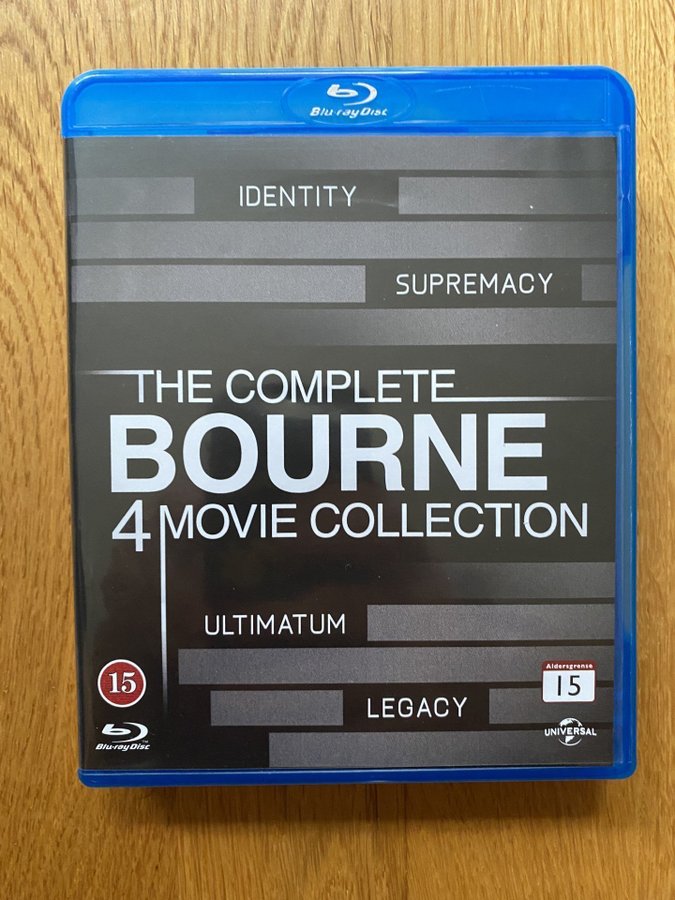 Blu-ray Disc
IDENTITY
SUPREMACY
THE COMPLETE
BOURNE
4 MOVIE COLLECTION
ULTIMATUM
15
Aldersgrense
15
LEGACY
Blu-ray Disc
UNIVERSAL